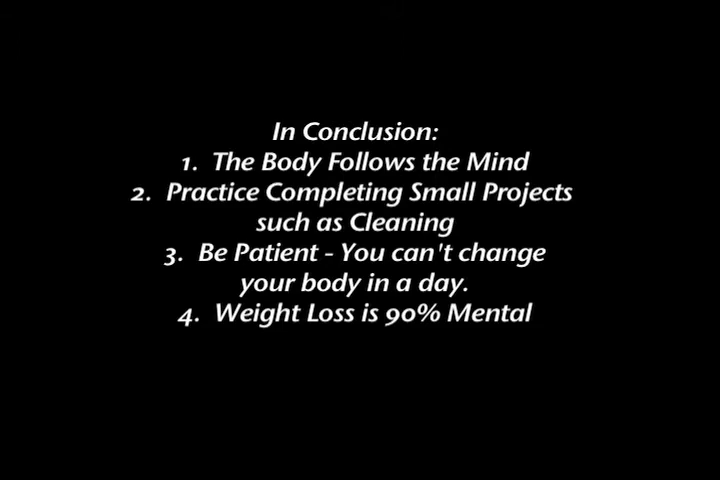 In Conclusion:
1. The Body Follows the Mind
2. Practice Completing Small Projects
such as Cleaning
3. Be Patient - You can't change
your body in a day.
4. Weight Loss is 90% Mental